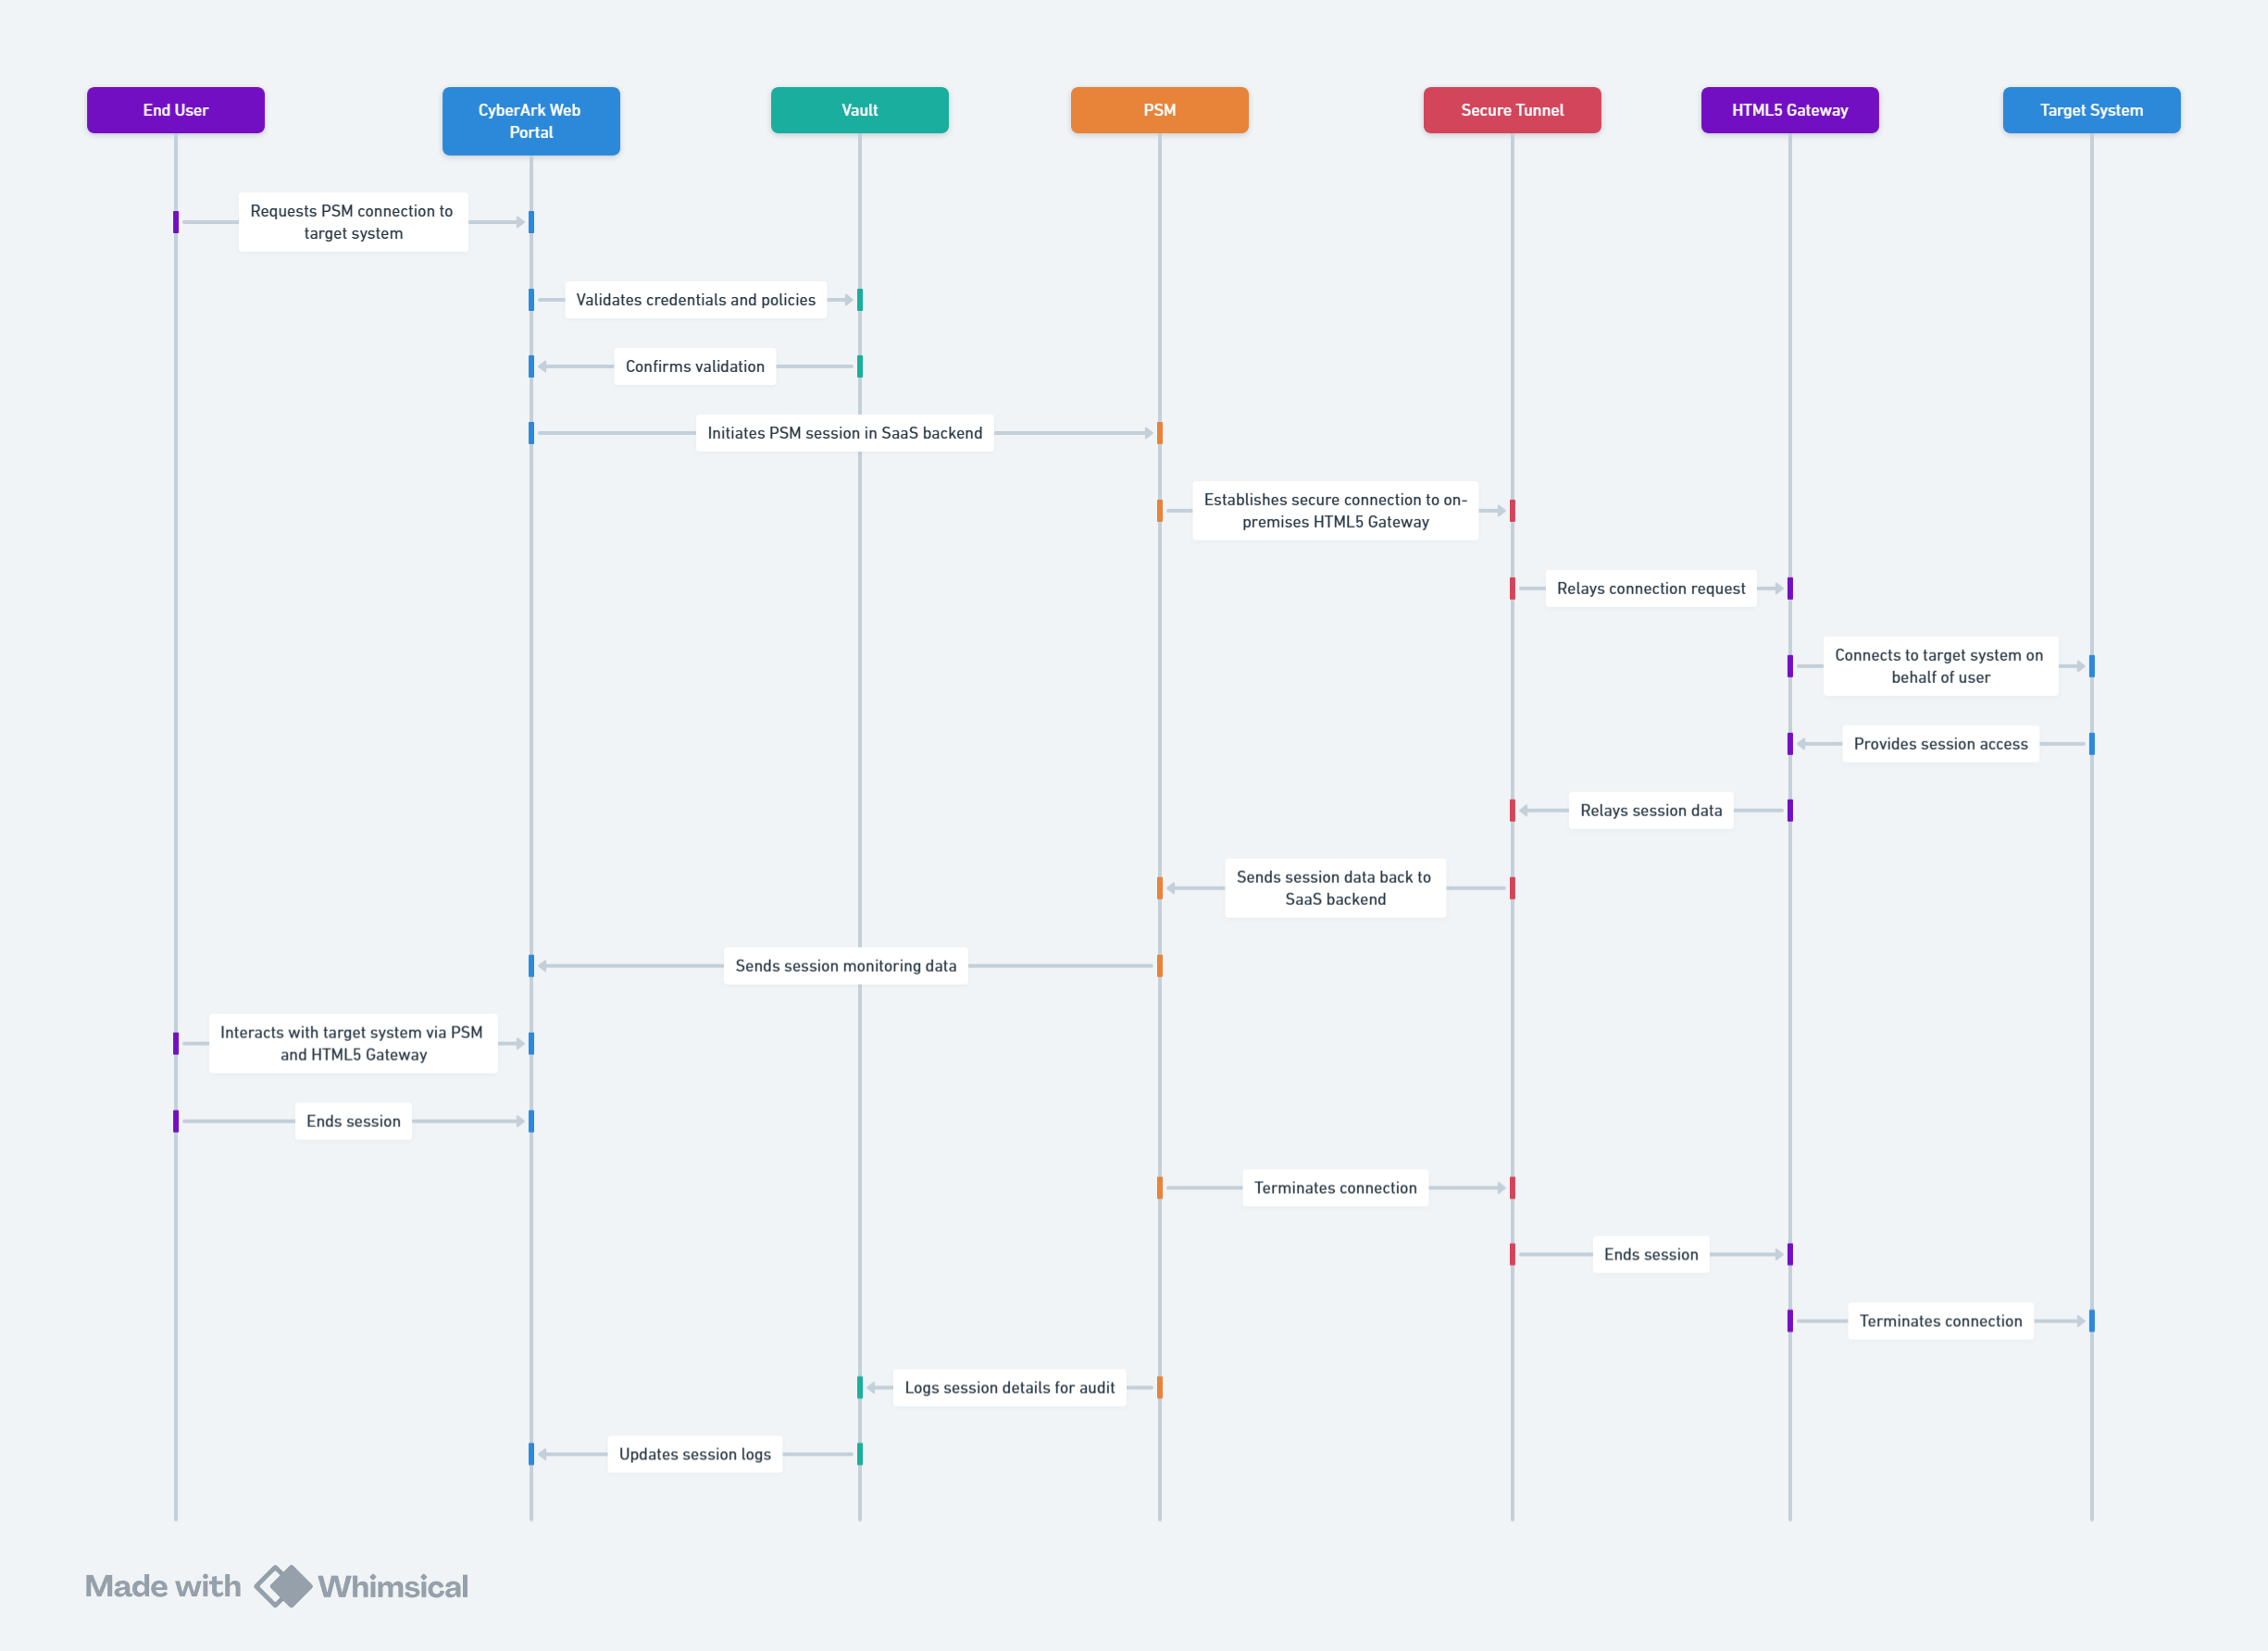 End User
CyberArk Web
Portal
Vault
PSM
Secure Tunnel
HTML5 Gateway
Target System
Requests PSM connection to
target system
Validates credentials and policies
Confirms validation
Initiates PSM session in SaaS backend
Establishes secure connection to on-
premises HTML5 Gateway
Relays connection request
Connects to target system on
behalf of user
Provides session access
Relays session data
Sends session data back to
SaaS backend
Sends session monitoring data
Interacts with target system via PSM
and HTML5 Gateway
Ends session
Terminates connection
Ends session
Terminates connection
Logs session details for audit
Updates session logs
Made with Whimsical